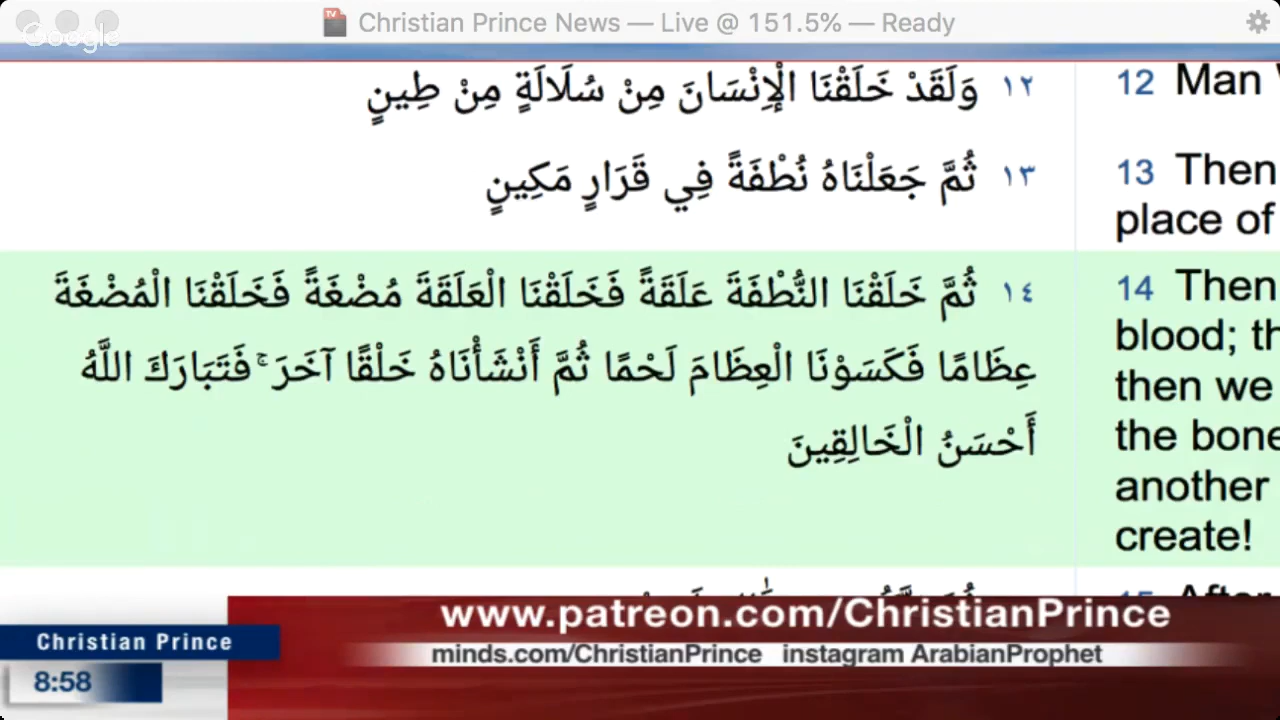 Christian Prince News — Live @ 151.5% — Ready
Google
١٢ وَلَقَدْ خَلَقْنَا الْإِنْسَانَ مِنْ سُلَالَةٍ مِنْ طِينٍ
12 Man
١٣ ثُمَّ جَعَلْنَاهُ نُطْفَةً فِي قَرَارٍ مَكِينٍ
13 Then
place of
١٤ ثُمَّ خَلَقْنَا النُّطْفَةَ عَلَقَةً فَخَلَقْنَا الْعَلَقَةَ مُضْغَةً فَخَلَقْنَا الْمُضْغَةَ
عِظَامًا فَكَسَوْنَا الْعِظَامَ لَحْمًا ثُمَّ أَنْشَأْنَاهُ خَلْقًا آخَرَ ۚ فَتَبَارَكَ اللَّهُ
أَحْسَنُ الْخَالِقِينَ
14 Then
blood; th
then we
the bone
another
create!
www.patreon.com/ChristianPrince
Christian Prince
minds.com/ChristianPrince instagram ArabianProphet
8:58